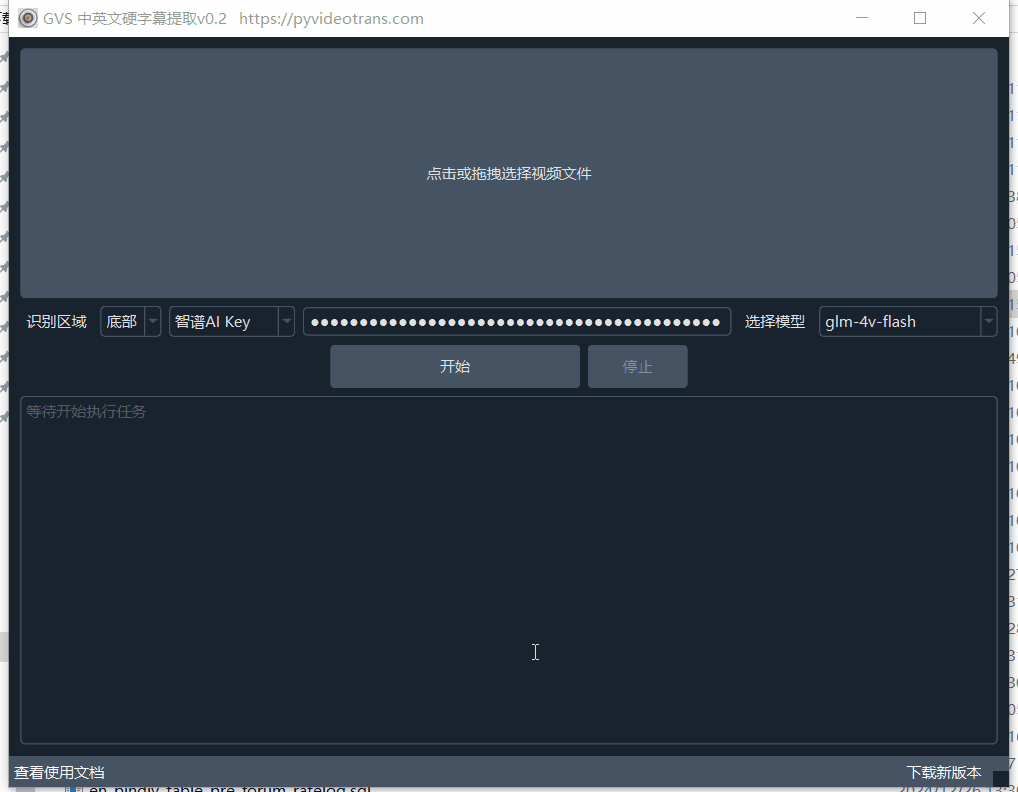 GVS 中英文硬字幕提取v0.2 https://pyvideotrans.com
点击或拖拽选择视频文件
识别区域 底部 智谱AI Key ●●●●●●●●●●●●●●●●●●●●●●●●●●●●●●●●●●●●●●●●●● 选择模型 glm-4v-flash
开始 停止
等待开始执行任务
查看使用文档 下载新版本
en_pindiy_table_pre_forum_ratelog.sql